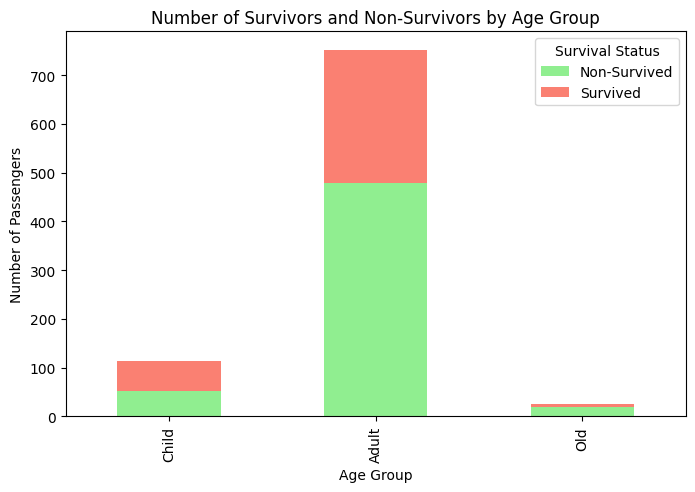 Number of Survivors and Non-Survivors by Age Group
Survival Status
Non-Survived
Survived
Number of Passengers
700
600
500
400
300
200
100
0
Child
Adult
Old
Age Group